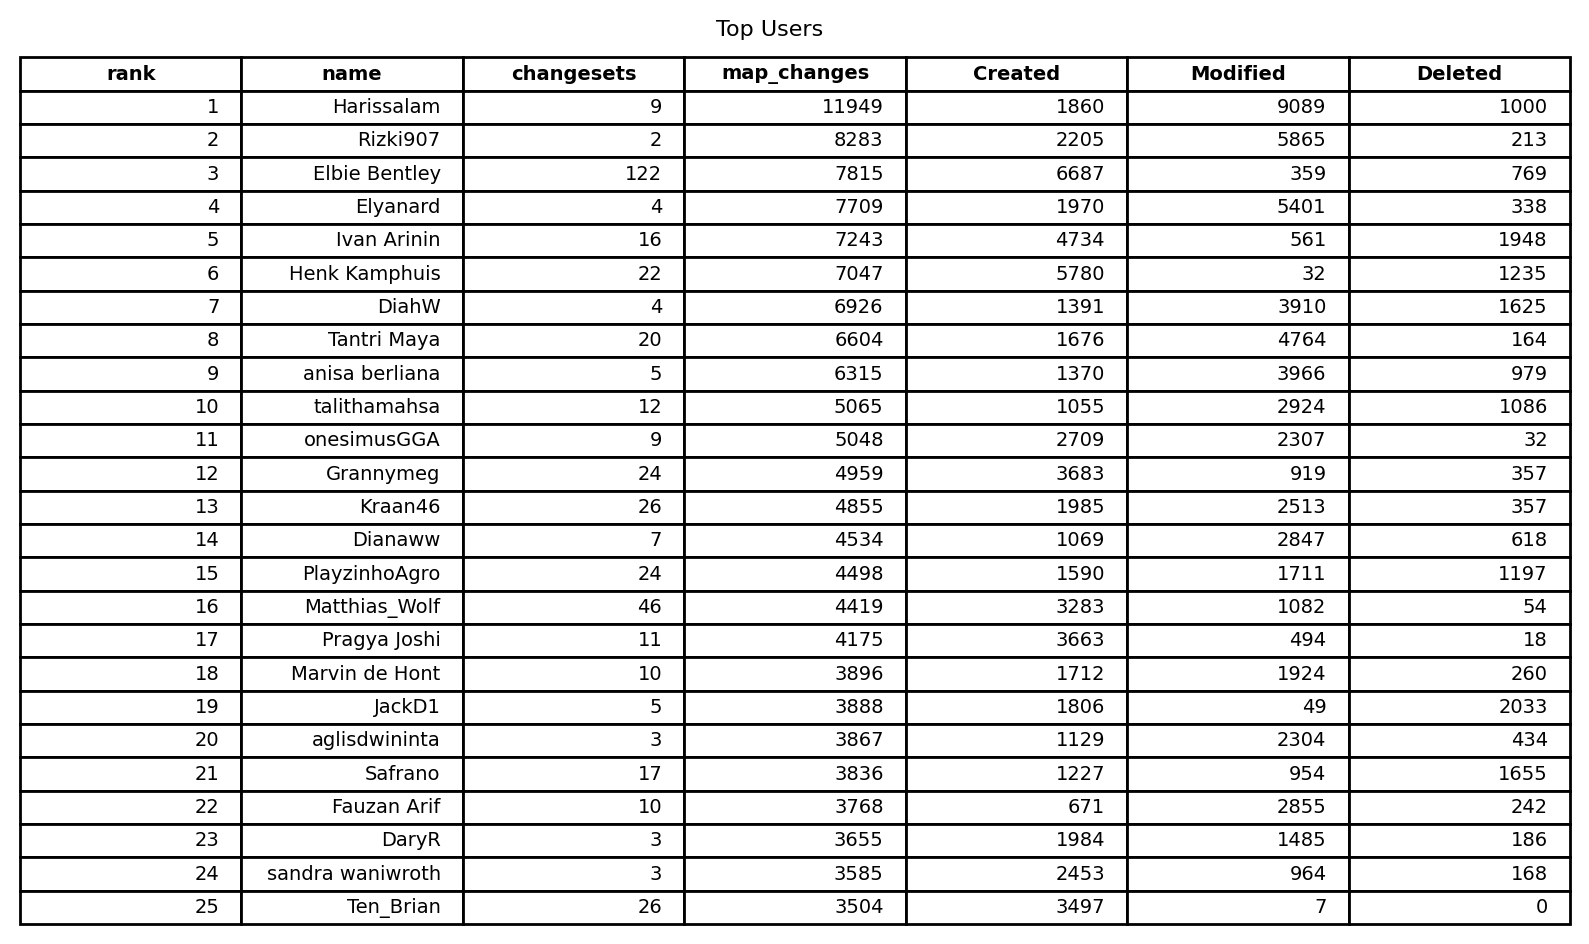 Top Users
rank name changesets map_changes Created Modified Deleted
1 Harissalam 9 11949 1860 9089 1000
2 Rizki907 2 8283 2205 5865 213
3 Elbie Bentley 122 7815 6687 359 769
4 Elyanard 4 7709 1970 5401 338
5 Ivan Arinin 16 7243 4734 561 1948
6 Henk Kamphuis 22 7047 5780 32 1235
7 DiahW 4 6926 1391 3910 1625
8 Tantri Maya 20 6604 1676 4764 164
9 anisa berliana 5 6315 1370 3966 979
10 talithamahsa 12 5065 1055 2924 1086
11 onesimusGGA 9 5048 2709 2307 32
12 Grannymeg 24 4959 3683 919 357
13 Kraan46 26 4855 1985 2513 357
14 Dianaww 7 4534 1069 2847 618
15 PlayzinhoAgro 24 4498 1590 1711 1197
16 Matthias_Wolf 46 4419 3283 1082 54
17 Pragya Joshi 11 4175 3663 494 18
18 Marvin de Hont 10 3896 1712 1924 260
19 JackD1 5 3888 1806 49 2033
20 aglisdwininta 3 3867 1129 2304 434
21 Safrano 17 3836 1227 954 1655
22 Fauzan Arif 10 3768 671 2855 242
23 DaryR 3 3655 1984 1485 186
24 sandra waniwroth 3 3585 2453 964 168
25 Ten_Brian 26 3504 3497 7 0